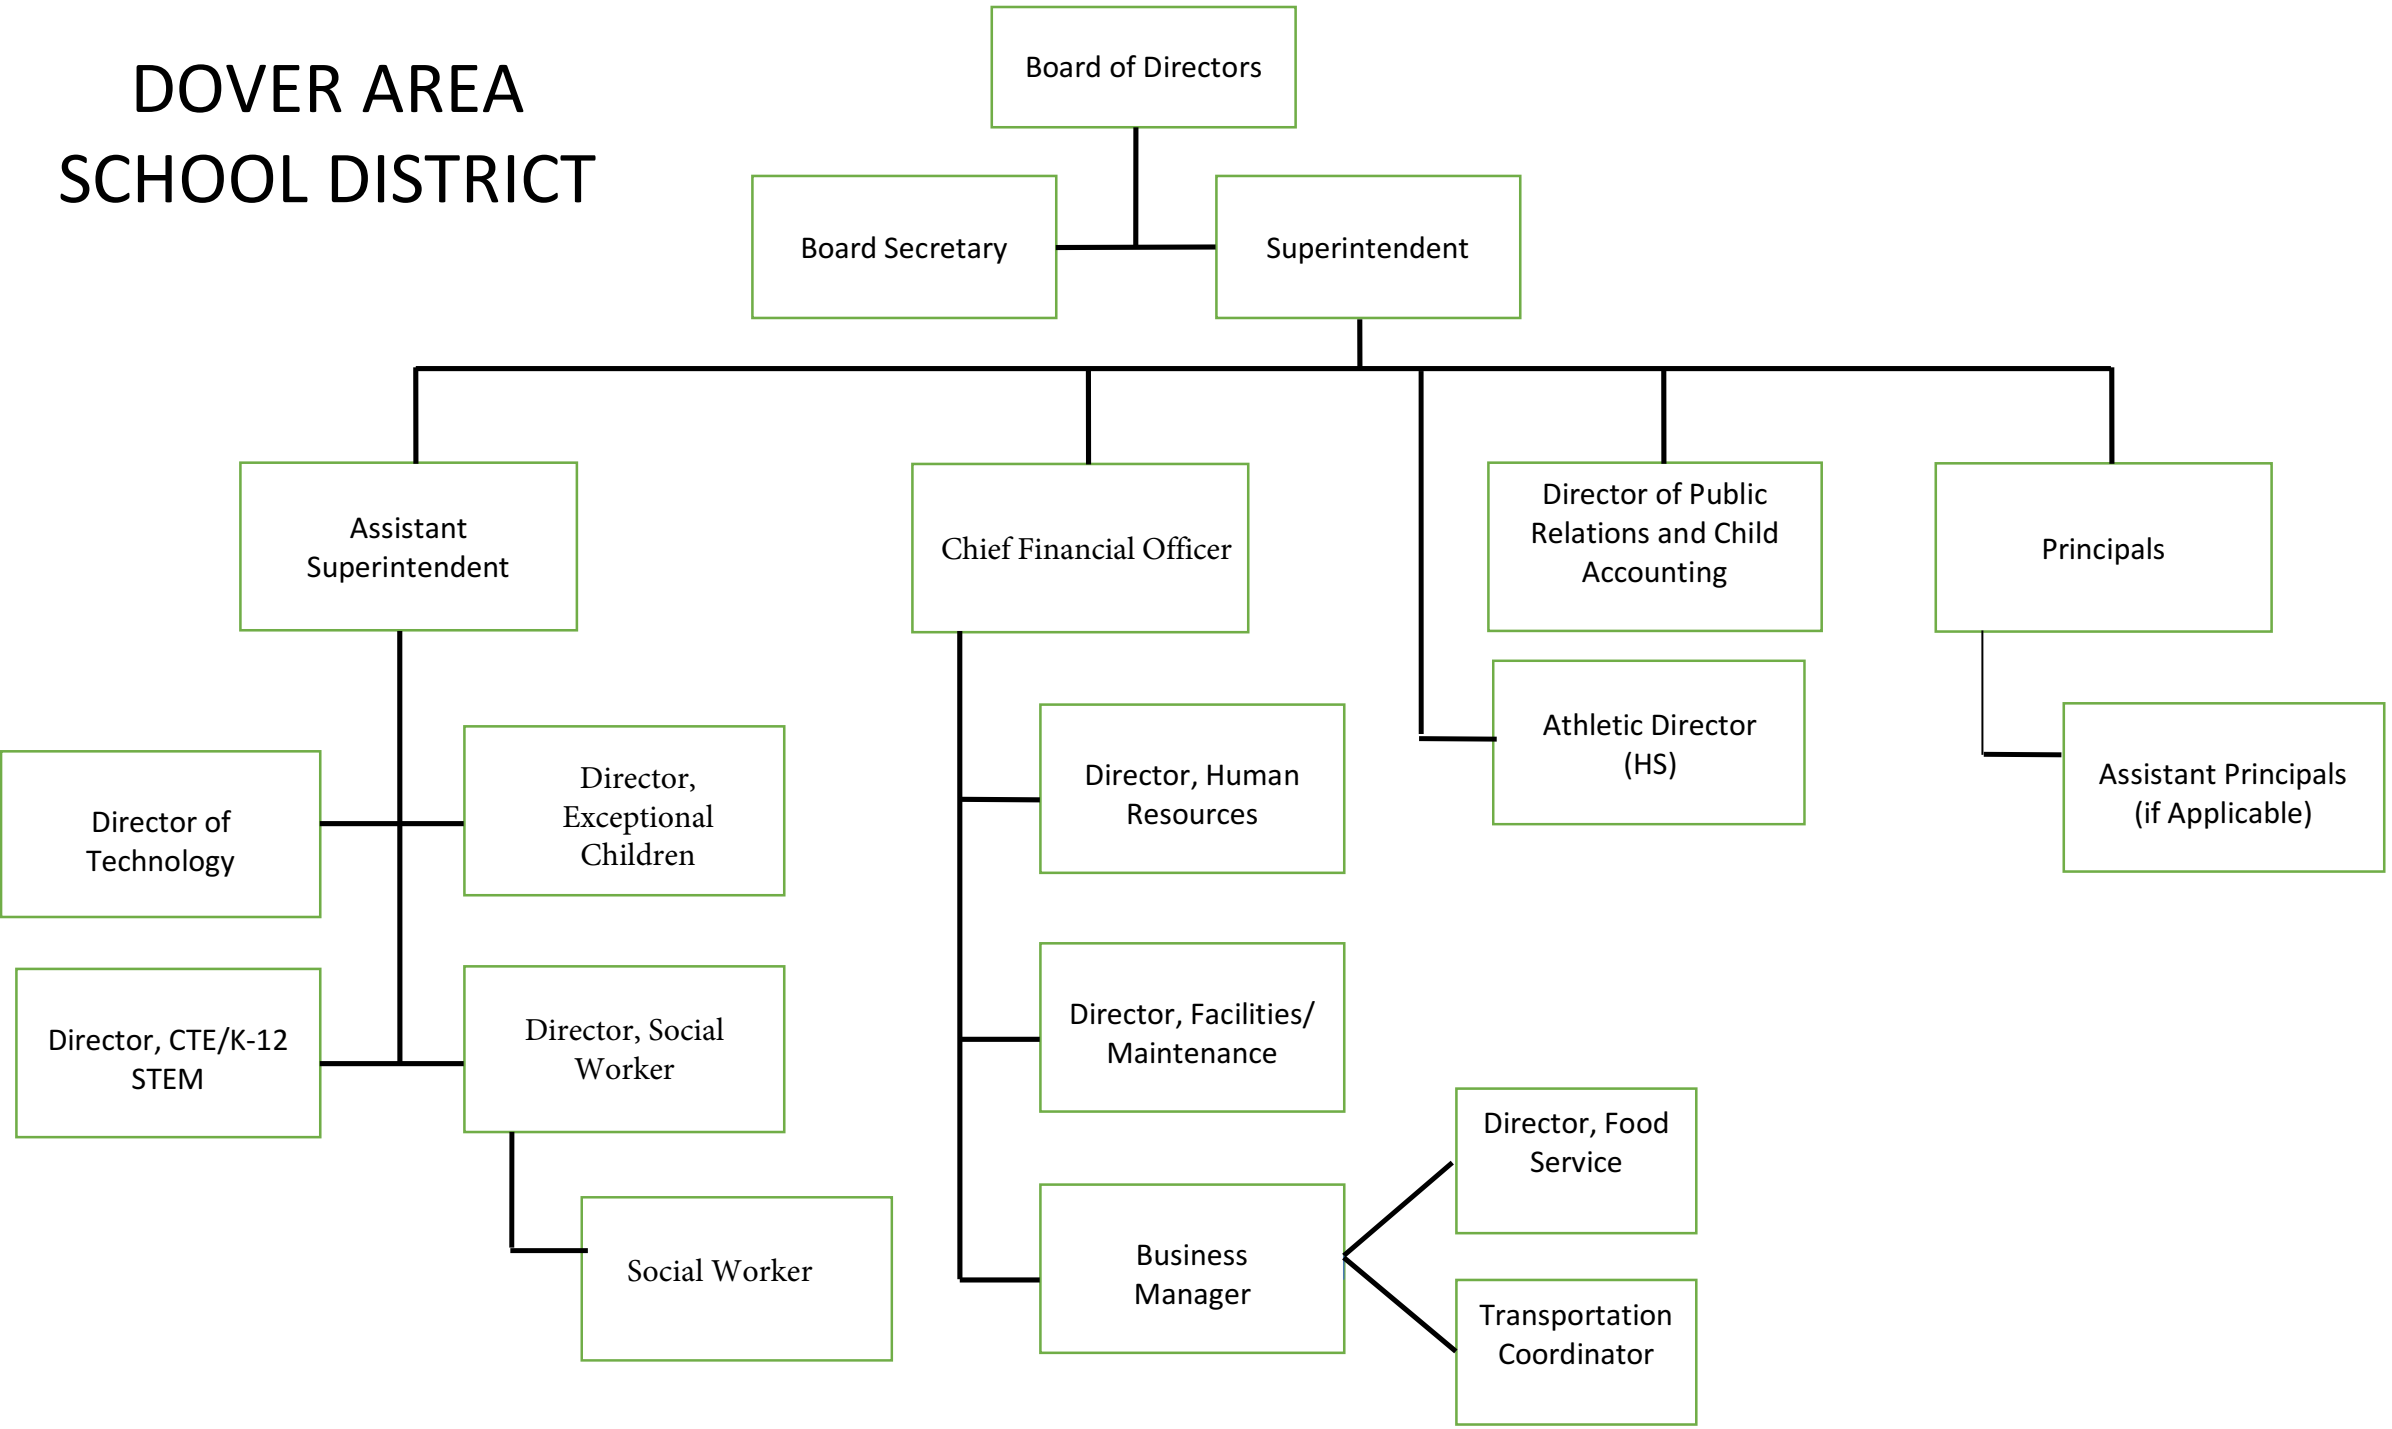 DOVER AREA
SCHOOL DISTRICT
Board of Directors
Board Secretary
Superintendent
Assistant
Superintendent
Chief Financial Officer
Director of Public
Relations and Child
Accounting
Principals
Athletic Director
(HS)
Director of
Technology
Director,
Exceptional
Children
Director, Human
Resources
Assistant Principals
(if Applicable)
Director, CTE/K-12
STEM
Director, Social
Worker
Director, Facilities/
Maintenance
Social Worker
Business
Manager
Director, Food
Service
Transportation
Coordinator